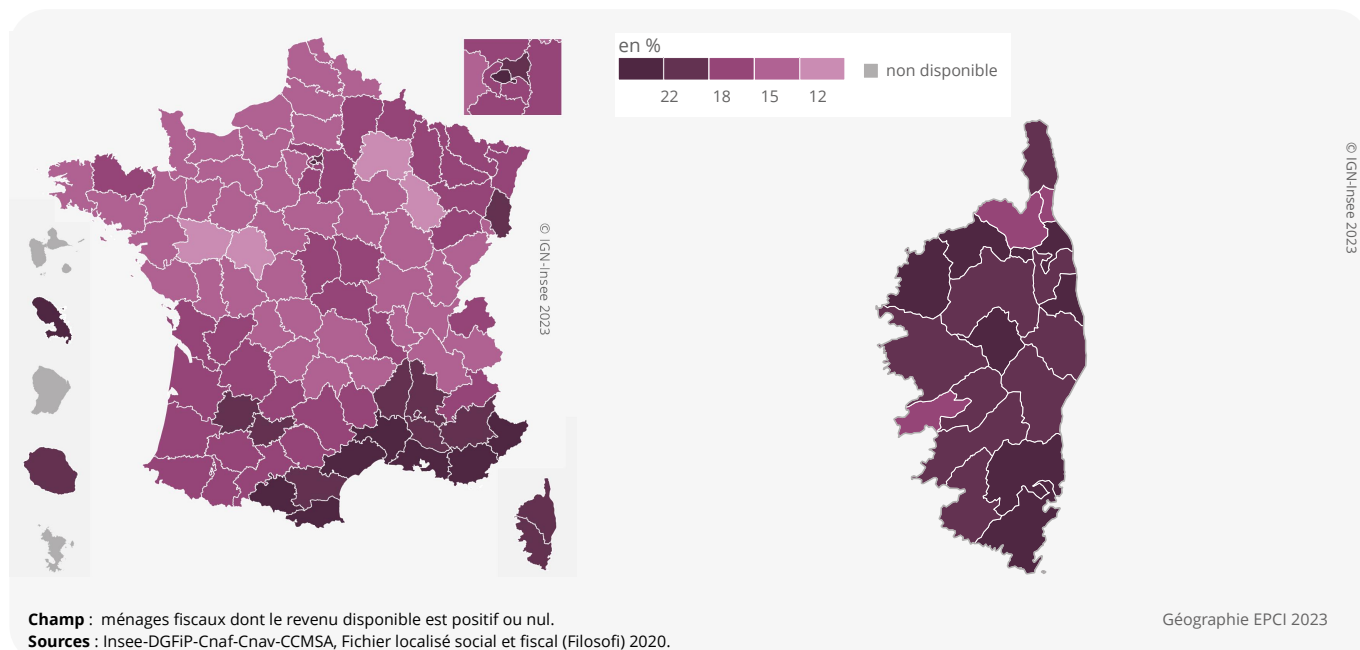 en %
22 18 15 12
non disponible
© IGN-Insee 2023
© IGN-Insee 2023
Champ : ménages fiscaux dont le revenu disponible est positif ou nul.
Géographie EPCI 2023
Sources : Insee-DGFiP-Cnaf-Cnav-CCMSA, Fichier localisé social et fiscal (Filosofi) 2020.